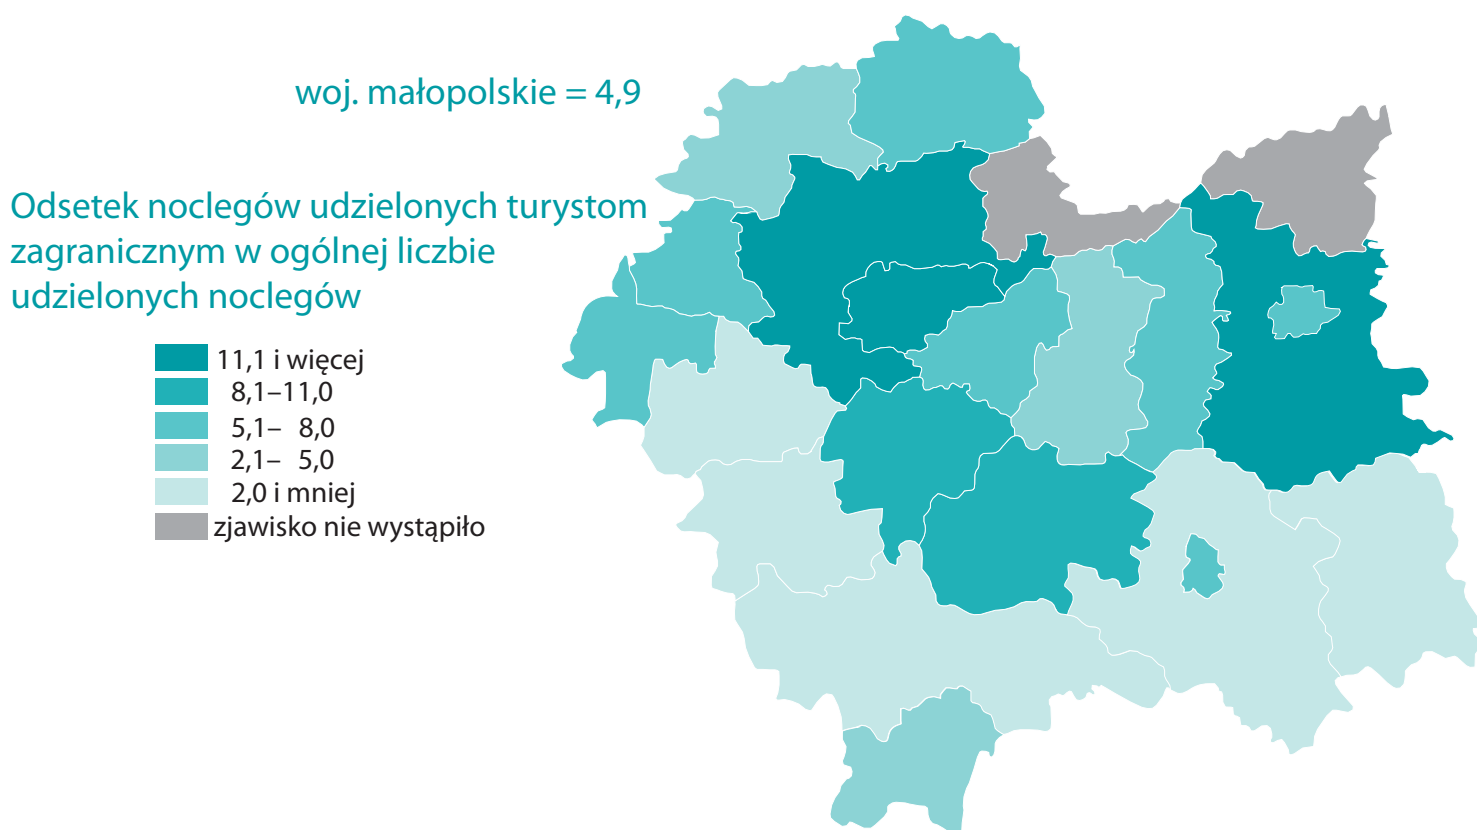 woj. małopolskie = 4,9
Odsetek noclegów udzielonych turystom
zagranicznym w ogólnej liczbie
udzielonych noclegów
11,1 i więcej
8,1–11,0
5,1– 8,0
2,1– 5,0
2,0 i mniej
zjawisko nie wystąpiło